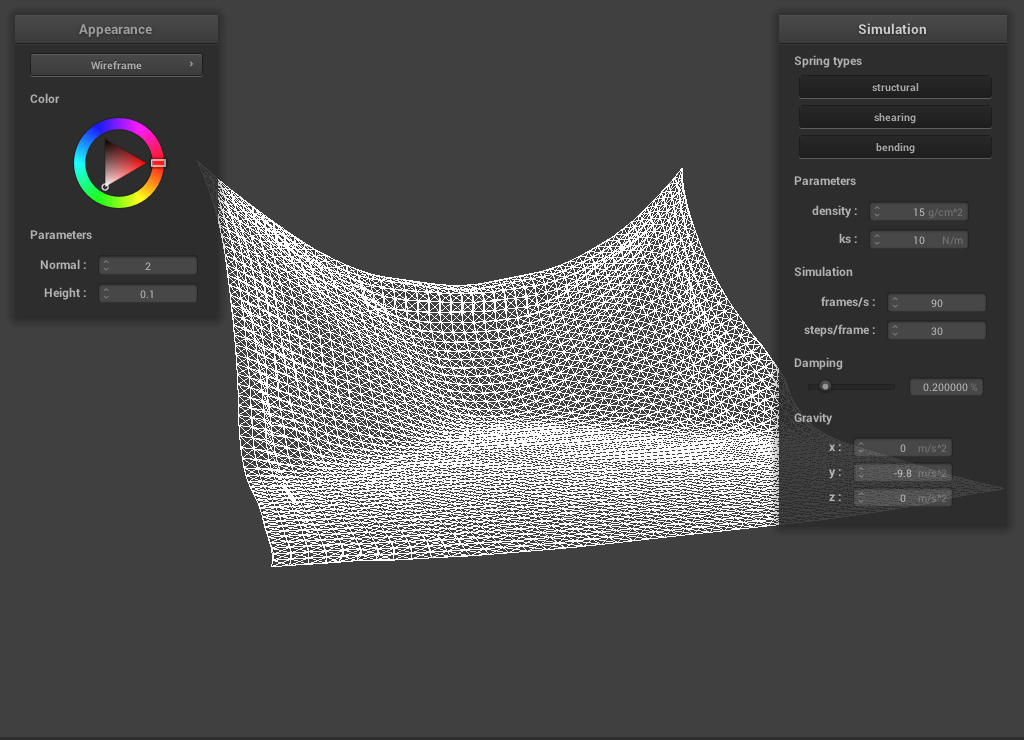 Appearance
Wireframe
Color
Parameters
Normal : 2
Height : 0.1
Simulation
Spring types
structural
shearing
bending
Parameters
density : 15 g/cm^2
ks : 10 N/m
Simulation
frames/s : 90
steps/frame : 30
Damping
0.200000 %
Gravity
x : 0 m/s^2
y : -9.8 m/s^2
z : 0 m/s^2